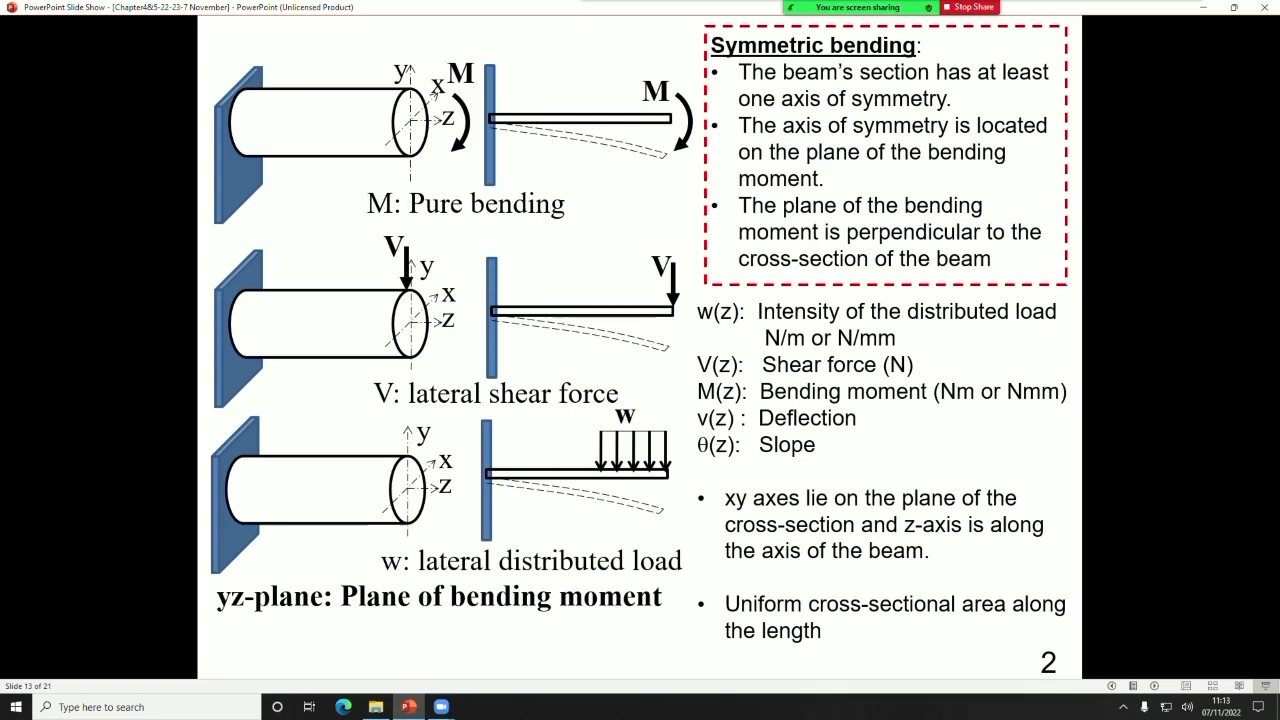 PowerPoint Slide Show - [Chapter4&5-22-23-7 November] - PowerPoint (Unlicensed Product)
You are screen sharing
Stop Share
y
x
z
M
M
M: Pure bending
V
y
x
z
V
V: lateral shear force
y
x
z
w
w: lateral distributed load
yz-plane: Plane of bending moment
Symmetric bending:
• The beam's section has at least
one axis of symmetry.
• The axis of symmetry is located
on the plane of the bending
moment.
• The plane of the bending
moment is perpendicular to the
cross-section of the beam
w(z): Intensity of the distributed load
N/m or N/mm
V(z): Shear force (N)
M(z): Bending moment (Nm or Nmm)
v(z) : Deflection
θ(z): Slope
• xy axes lie on the plane of the
cross-section and z-axis is along
the axis of the beam.
• Uniform cross-sectional area along
the length
2
Slide 13 of 21
Type here to search
11:13
07/11/2022